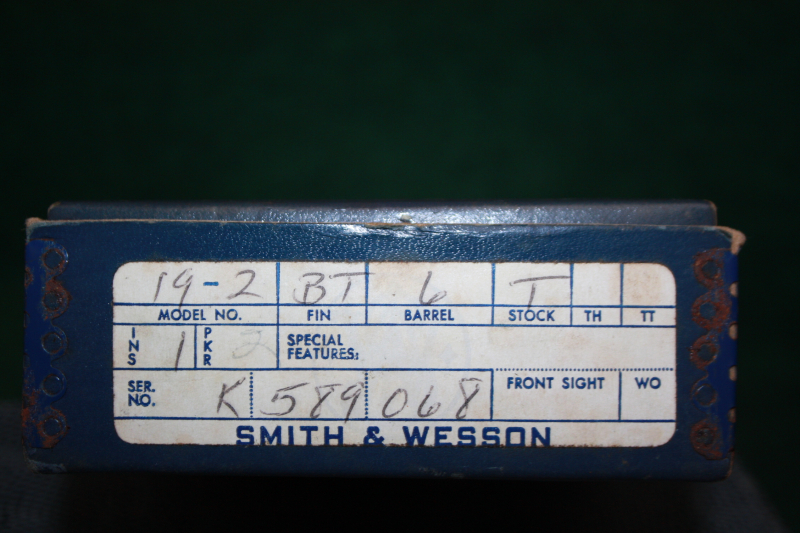 19-2 BT 6 T
MODEL NO. FIN BARREL STOCK TH TT
INS 1 PKR 2 SPECIAL FEATURES:
SER. NO. K 589 068 FRONT SIGHT WO
SMITH & WESSON